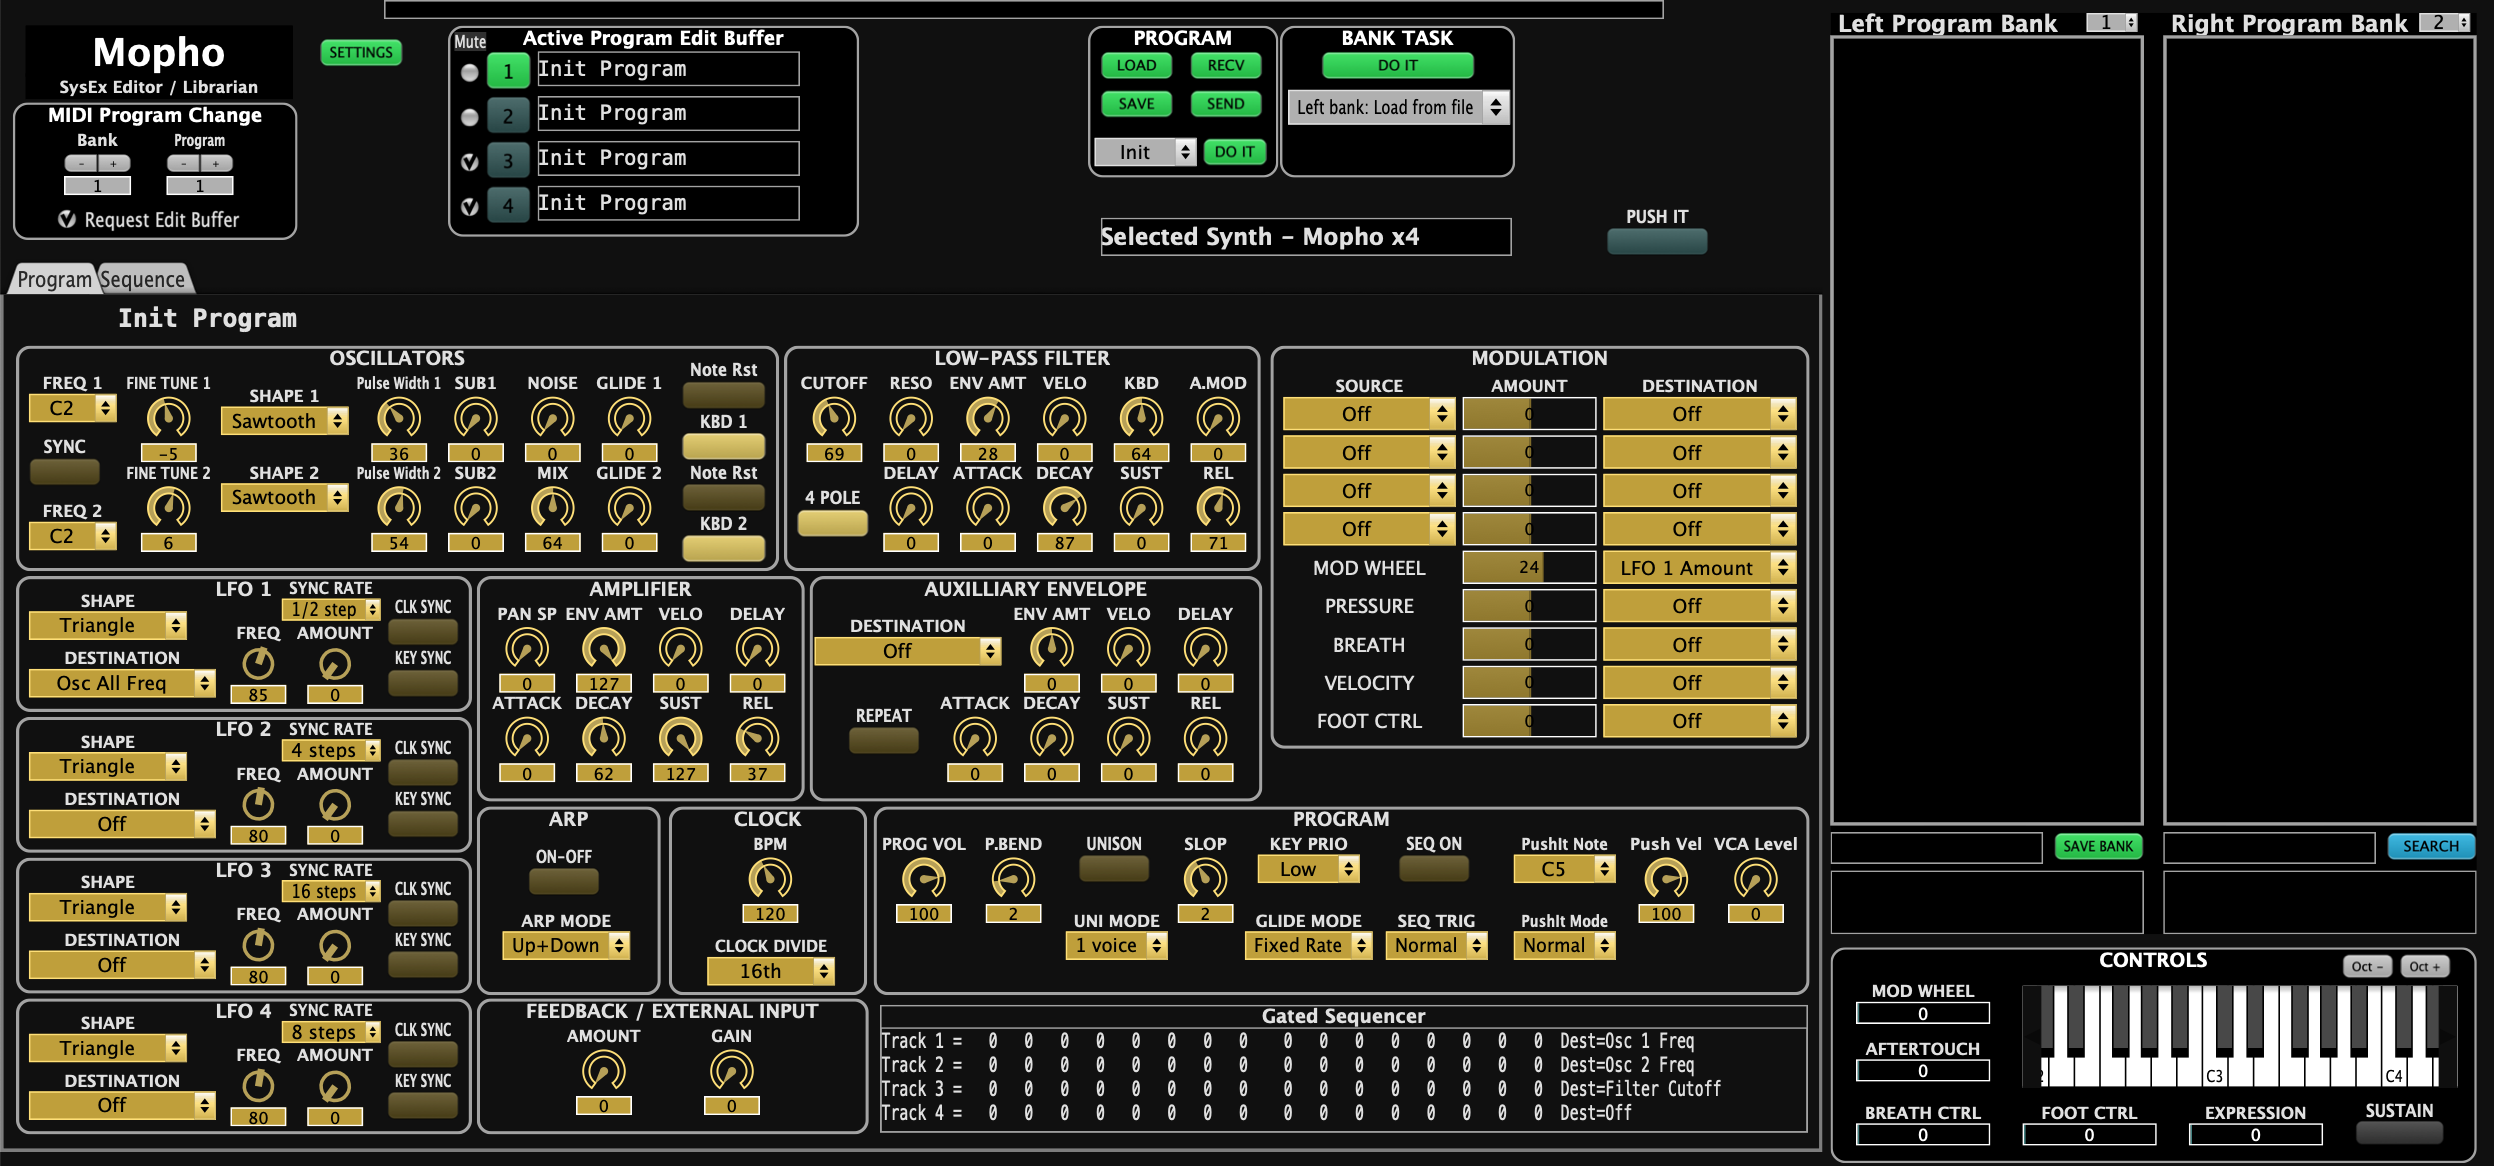 Mopho
SysEx Editor / Librarian
SETTINGS
MIDI Program Change
Bank Program
- + - +
1 1
Request Edit Buffer
Mute Active Program Edit Buffer
1 Init Program
2 Init Program
3 Init Program
4 Init Program
PROGRAM
LOAD RECV
SAVE SEND
Init DO IT
BANK TASK
DO IT
Left bank: Load from file
Selected Synth - Mopho x4
PUSH IT
Left Program Bank 1
Right Program Bank 2
Program Sequence
Init Program
OSCILLATORS
FREQ 1 FINE TUNE 1 SHAPE 1 Pulse Width 1 SUB1 NOISE GLIDE 1 Note Rst
C2 Sawtooth
KBD 1
SYNC -5 36 0 0 0
FINE TUNE 2 SHAPE 2 Pulse Width 2 SUB2 MIX GLIDE 2 Note Rst
Sawtooth
FREQ 2 KBD 2
C2 6 54 0 64 0
LOW-PASS FILTER
CUTOFF RESO ENV AMT VELO KBD A.MOD
69 0 28 0 64 0
DELAY ATTACK DECAY SUST REL
4 POLE
0 0 87 0 71
MODULATION
SOURCE AMOUNT DESTINATION
Off 0 Off
Off 0 Off
Off 0 Off
Off 0 Off
MOD WHEEL 24 LFO 1 Amount
PRESSURE 0 Off
BREATH 0 Off
VELOCITY 0 Off
FOOT CTRL 0 Off
LFO 1 SYNC RATE
SHAPE 1/2 step CLK SYNC
Triangle FREQ AMOUNT
DESTINATION KEY SYNC
Osc All Freq 85 0
LFO 2 SYNC RATE
SHAPE 4 steps CLK SYNC
Triangle FREQ AMOUNT
DESTINATION KEY SYNC
Off 80 0
LFO 3 SYNC RATE
SHAPE 16 steps CLK SYNC
Triangle FREQ AMOUNT
DESTINATION KEY SYNC
Off 80 0
LFO 4 SYNC RATE
SHAPE 8 steps CLK SYNC
Triangle FREQ AMOUNT
DESTINATION KEY SYNC
Off 80 0
AMPLIFIER
PAN SP ENV AMT VELO DELAY
0 127 0 0
ATTACK DECAY SUST REL
0 62 127 37
AUXILLIARY ENVELOPE
DESTINATION ENV AMT VELO DELAY
Off
0 0 0
REPEAT ATTACK DECAY SUST REL
0 0 0 0
ARP
ON-OFF
ARP MODE
Up+Down
CLOCK
BPM
120
CLOCK DIVIDE
16th
PROGRAM
PROG VOL P.BEND UNISON SLOP KEY PRIO SEQ ON PushIt Note Push Vel VCA Level
Low C5
100 2 2 100 0
UNI MODE GLIDE MODE SEQ TRIG PushIt Mode
1 voice Fixed Rate Normal Normal
FEEDBACK / EXTERNAL INPUT
AMOUNT GAIN
0 0
Gated Sequencer
Track 1 = 0 0 0 0 0 0 0 0 0 0 0 0 0 0 0 0 Dest=Osc 1 Freq
Track 2 = 0 0 0 0 0 0 0 0 0 0 0 0 0 0 0 0 Dest=Osc 2 Freq
Track 3 = 0 0 0 0 0 0 0 0 0 0 0 0 0 0 0 0 Dest=Filter Cutoff
Track 4 = 0 0 0 0 0 0 0 0 0 0 0 0 0 0 0 0 Dest=Off
SAVE BANK
SEARCH
CONTROLS
Oct - Oct +
MOD WHEEL
0
AFTERTOUCH
0
C3 C4
BREATH CTRL FOOT CTRL EXPRESSION SUSTAIN
0 0 0